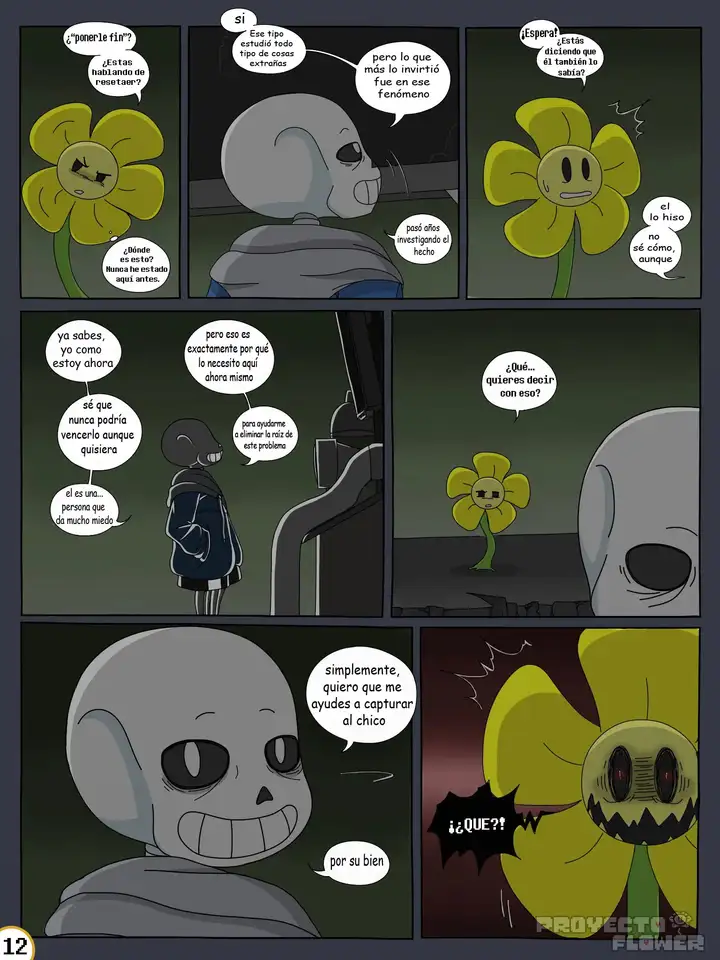 ¿"ponerle fin"?
¿Estas
hablando de
resetaer?
¿Dónde
es esto?
Nunca he estado
aquí antes.
si
Ese tipo
estudió todo
tipo de cosas
extrañas
pero lo que
más lo invirtió
fue en ese
fenómeno
pasó años
investigando el
hecho
¡Espera!
¿Estás
diciendo que
él también lo
sabía?
el
lo hiso
no
sé cómo,
aunque
ya sabes,
yo como
estoy ahora
sé que
nunca podría
vencerlo aunque
quisiera
el es una...
persona que
da mucho miedo
pero eso es
exactamente por qué
lo necesito aquí
ahora mismo
para ayudarme
a eliminar la raíz de
este problema
¿Qué...
quieres decir
con eso?
simplemente,
quiero que me
ayudes a capturar
al chico
por su bien
¡¿QUE?!
PROYECTO
FLOWER
12